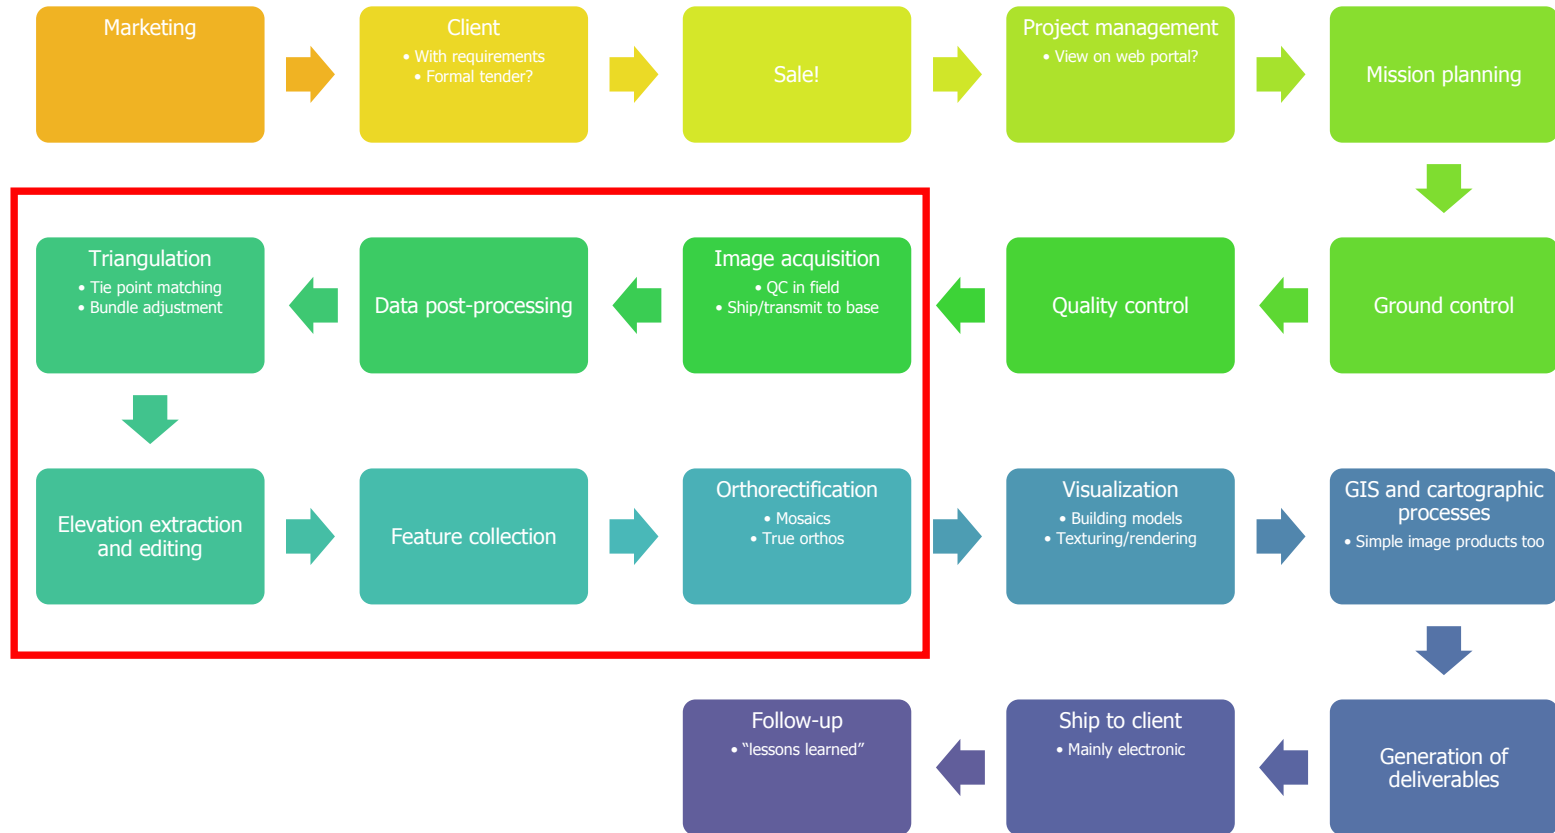 Marketing
Client
• With requirements
• Formal tender?
Sale!
Project management
• View on web portal?
Mission planning
Triangulation
• Tie point matching
• Bundle adjustment
Data post-processing
Image acquisition
• QC in field
• Ship/transmit to base
Quality control
Ground control
Elevation extraction
and editing
Feature collection
Orthorectification
• Mosaics
• True orthos
Visualization
• Building models
• Texturing/rendering
GIS and cartographic
processes
• Simple image products too
Follow-up
• “lessons learned”
Ship to client
• Mainly electronic
Generation of
deliverables